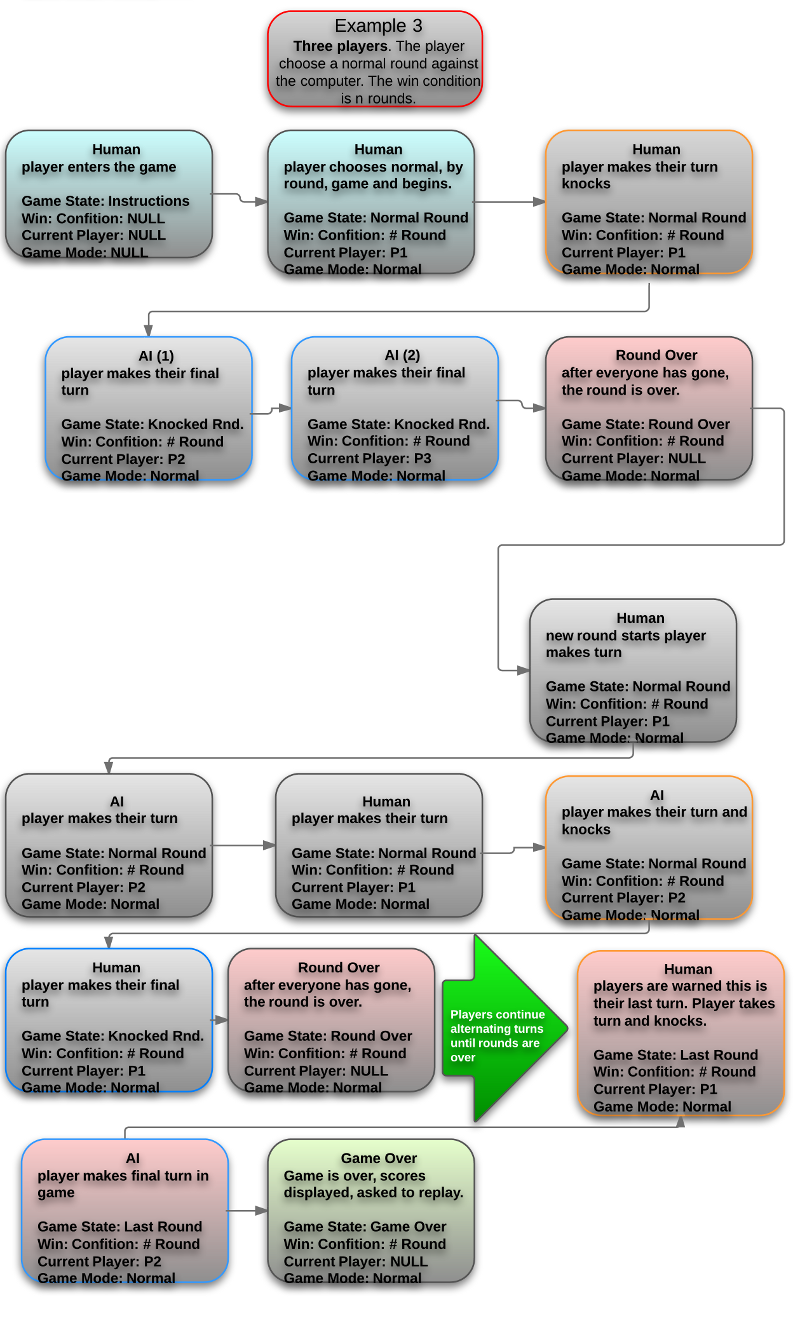 Example 3
Three players. The player
choose a normal round against
the computer. The win condition
is n rounds.
Human
player enters the game
Game State: Instructions
Win: Confition: NULL
Current Player: NULL
Game Mode: NULL
Human
player chooses normal, by
round, game and begins.
Game State: Normal Round
Win: Confition: # Round
Current Player: P1
Game Mode: Normal
Human
player makes their turn
knocks
Game State: Normal Round
Win: Confition: # Round
Current Player: P1
Game Mode: Normal
AI (1)
player makes their final
turn
Game State: Knocked Rnd.
Win: Confition: # Round
Current Player: P2
Game Mode: Normal
AI (2)
player makes their final
turn
Game State: Knocked Rnd.
Win: Confition: # Round
Current Player: P3
Game Mode: Normal
Round Over
after everyone has gone,
the round is over.
Game State: Round Over
Win: Confition: # Round
Current Player: NULL
Game Mode: Normal
Human
new round starts player
makes turn
Game State: Normal Round
Win: Confition: # Round
Current Player: P1
Game Mode: Normal
AI
player makes their turn
Game State: Normal Round
Win: Confition: # Round
Current Player: P2
Game Mode: Normal
Human
player makes their turn
Game State: Normal Round
Win: Confition: # Round
Current Player: P1
Game Mode: Normal
AI
player makes their turn and
knocks
Game State: Normal Round
Win: Confition: # Round
Current Player: P2
Game Mode: Normal
Human
player makes their final
turn
Game State: Knocked Rnd.
Win: Confition: # Round
Current Player: P1
Game Mode: Normal
Round Over
after everyone has gone,
the round is over.
Game State: Round Over
Win: Confition: # Round
Current Player: NULL
Game Mode: Normal
Players continue
alternating turns
until rounds are
over
Human
players are warned this is
their last turn. Player takes
turn and knocks.
Game State: Last Round
Win: Confition: # Round
Current Player: P1
Game Mode: Normal
AI
player makes final turn in
game
Game State: Last Round
Win: Confition: # Round
Current Player: P2
Game Mode: Normal
Game Over
Game is over, scores
displayed, asked to replay.
Game State: Game Over
Win: Confition: # Round
Current Player: NULL
Game Mode: Normal